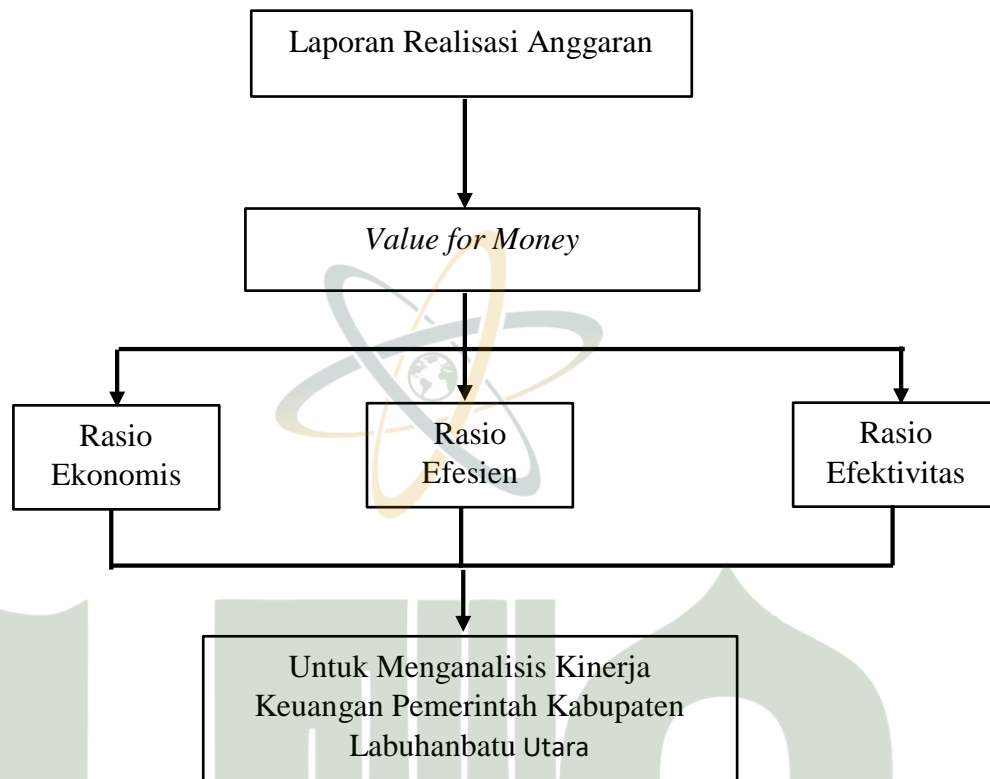 Laporan Realisasi Anggaran
Value for Money
Rasio
Ekonomis
Rasio
Efesien
Rasio
Efektivitas
Untuk Menganalisis Kinerja
Keuangan Pemerintah Kabupaten
Labuhanbatu Utara